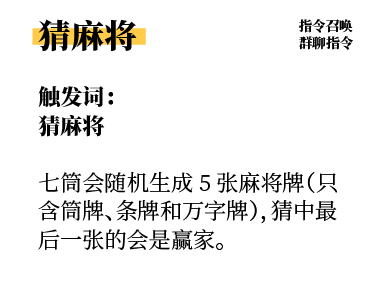 猜麻将
指令召唤
群聊指令
触发词：
猜麻将
七筒会随机生成 5 张麻将牌（只
含筒牌、条牌和万字牌），猜中最
后一张的会是赢家。